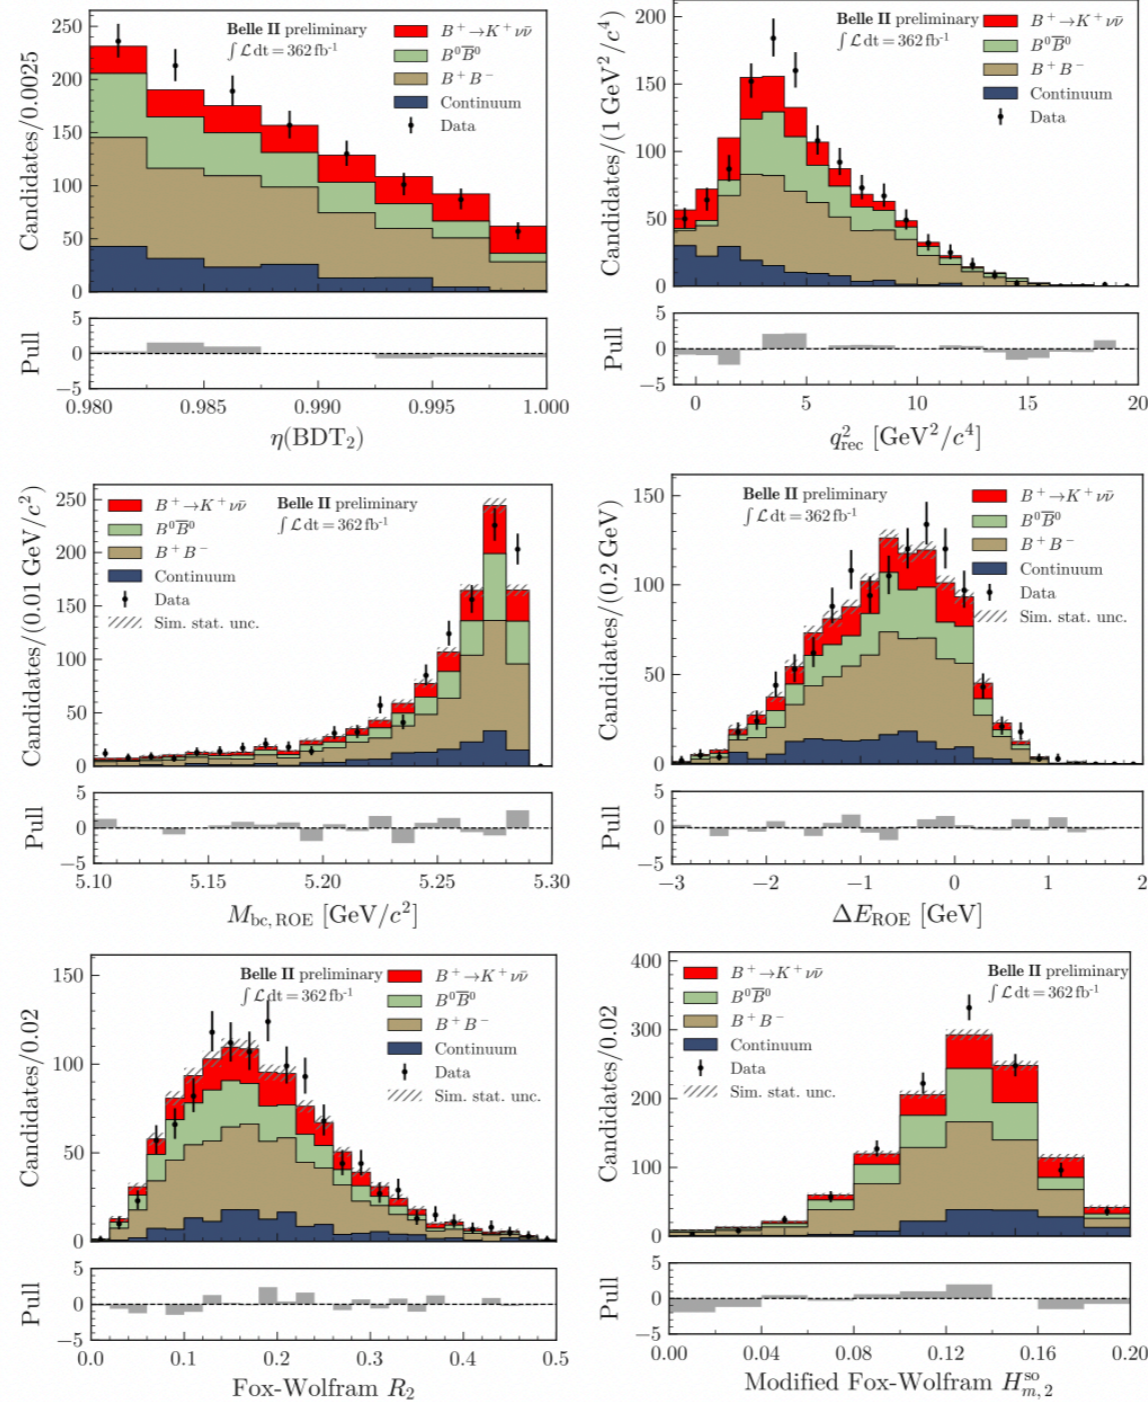 Candidates/0.0025
250
200
150
100
50
0
Belle II preliminary
∫ℒ dt = 362 fb⁻¹
B⁺→K⁺νν̄
B⁰B̄⁰
B⁺B⁻
Continuum
Data
Pull
5
0
−5
0.980
0.985
0.990
0.995
1.000
η(BDT₂)
Candidates/(1 GeV²/c⁴)
200
150
100
50
0
Belle II preliminary
∫ℒ dt = 362 fb⁻¹
B⁺→K⁺νν̄
B⁰B̄⁰
B⁺B⁻
Continuum
Data
Pull
5
0
−5
0
5
10
15
20
q²rec [GeV²/c⁴]
Candidates/(0.01 GeV/c²)
250
200
150
100
50
0
B⁺→K⁺νν̄
B⁰B̄⁰
B⁺B⁻
Continuum
Data
Sim. stat. unc.
Belle II preliminary
∫ℒ dt = 362 fb⁻¹
Pull
5
0
−5
5.10
5.15
5.20
5.25
5.30
Mbc, ROE [GeV/c²]
Candidates/(0.2 GeV)
150
100
50
0
Belle II preliminary
∫ℒ dt = 362 fb⁻¹
B⁺→K⁺νν̄
B⁰B̄⁰
B⁺B⁻
Continuum
Data
Sim. stat. unc.
Pull
5
0
−5
−3
−2
−1
0
1
2
ΔE_ROE [GeV]
Candidates/0.02
150
100
50
0
Belle II preliminary
∫ℒ dt = 362 fb⁻¹
B⁺→K⁺νν̄
B⁰B̄⁰
B⁺B⁻
Continuum
Data
Sim. stat. unc.
Pull
5
0
−5
0.0
0.1
0.2
0.3
0.4
0.5
Fox-Wolfram R₂
Candidates/0.02
400
300
200
100
0
B⁺→K⁺νν̄
B⁰B̄⁰
B⁺B⁻
Continuum
Data
Sim. stat. unc.
Belle II preliminary
∫ℒ dt = 362 fb⁻¹
Pull
5
0
−5
0.00
0.04
0.08
0.12
0.16
0.20
Modified Fox-Wolfram H^so_m,2